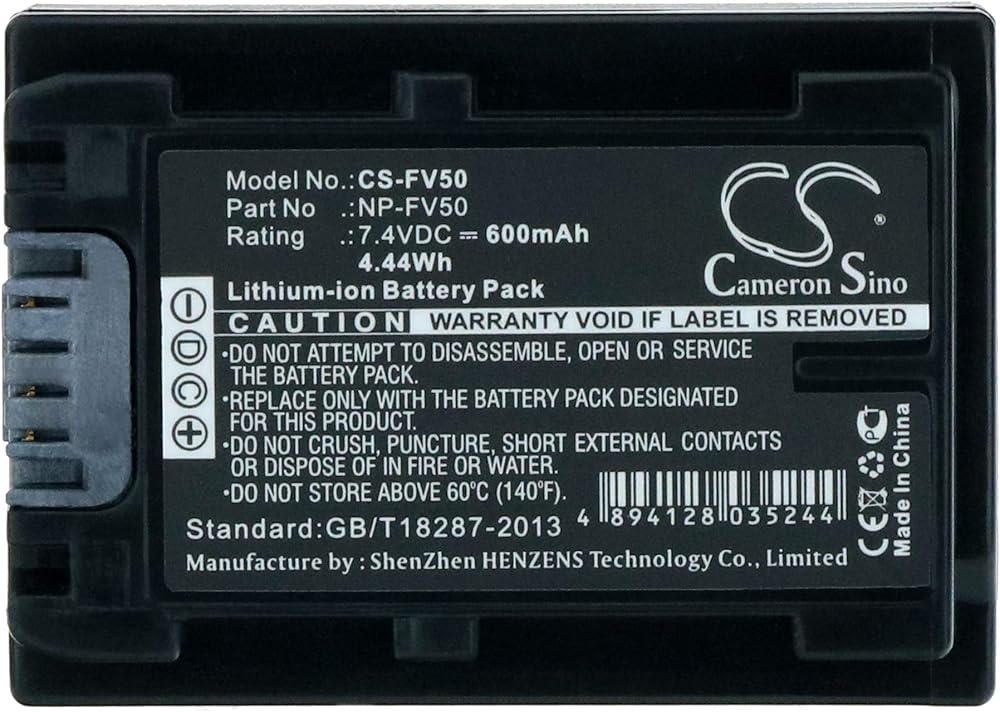 Model No.:CS-FV50
Part No .:NP-FV50
Rating .:7.4VDC ⎓ 600mAh
4.44Wh
CS ®
Cameron Sino
Lithium-ion Battery Pack
CAUTION WARRANTY VOID IF LABEL IS REMOVED
− D C +
•DO NOT ATTEMPT TO DISASSEMBLE, OPEN OR SERVICE
THE BATTERY PACK.
•REPLACE ONLY WITH THE BATTERY PACK DESIGNATED
FOR THIS PRODUCT.
•DO NOT CRUSH, PUNCTURE, SHORT EXTERNAL CONTACTS
OR DISPOSE OF IN FIRE OR WATER.
•DO NOT STORE ABOVE 60°C (140°F).
Standard:GB/T18287-2013
4 894128 035244
Manufacture by : ShenZhen HENZENS Technology Co., Limited
CE PCT
Made In China